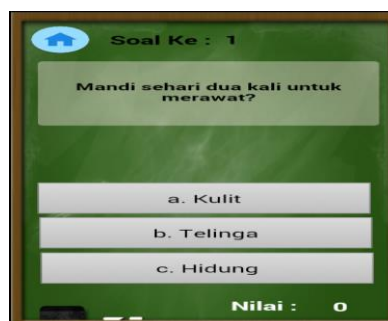 Soal Ke : 1
Mandi sehari dua kali untuk
merawat?
a. Kulit
b. Telinga
c. Hidung
Nilai : 0